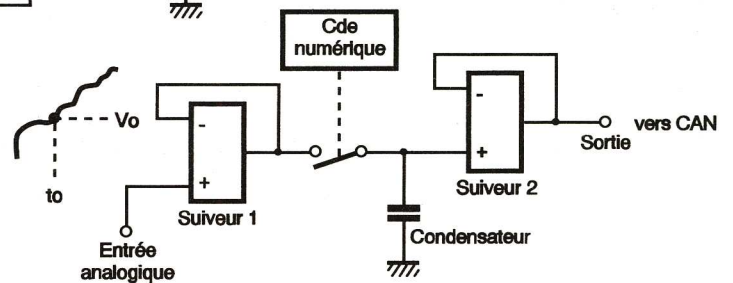 Cde
numérique
Vo
to
-
+
Suiveur 1
Entrée
analogique
-
+
Suiveur 2
Condensateur
Sortie
vers CAN